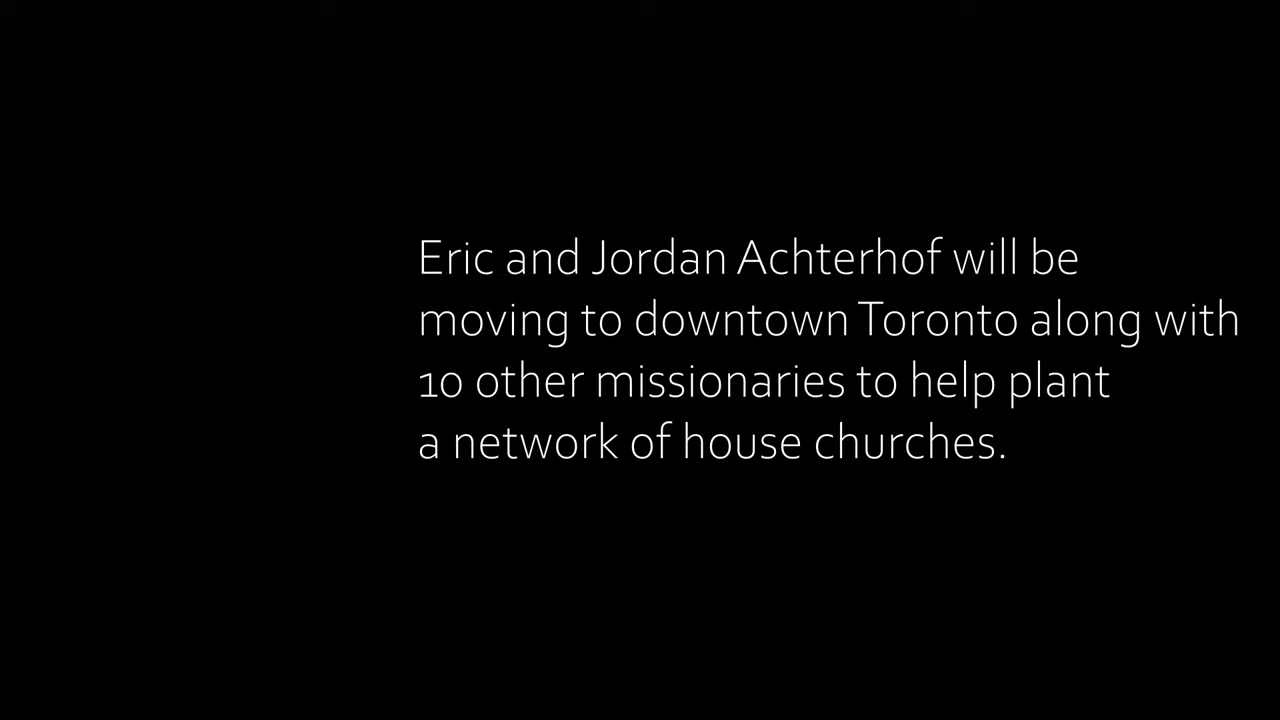 Eric and Jordan Achterhof will be
moving to downtown Toronto along with
10 other missionaries to help plant
a network of house churches.